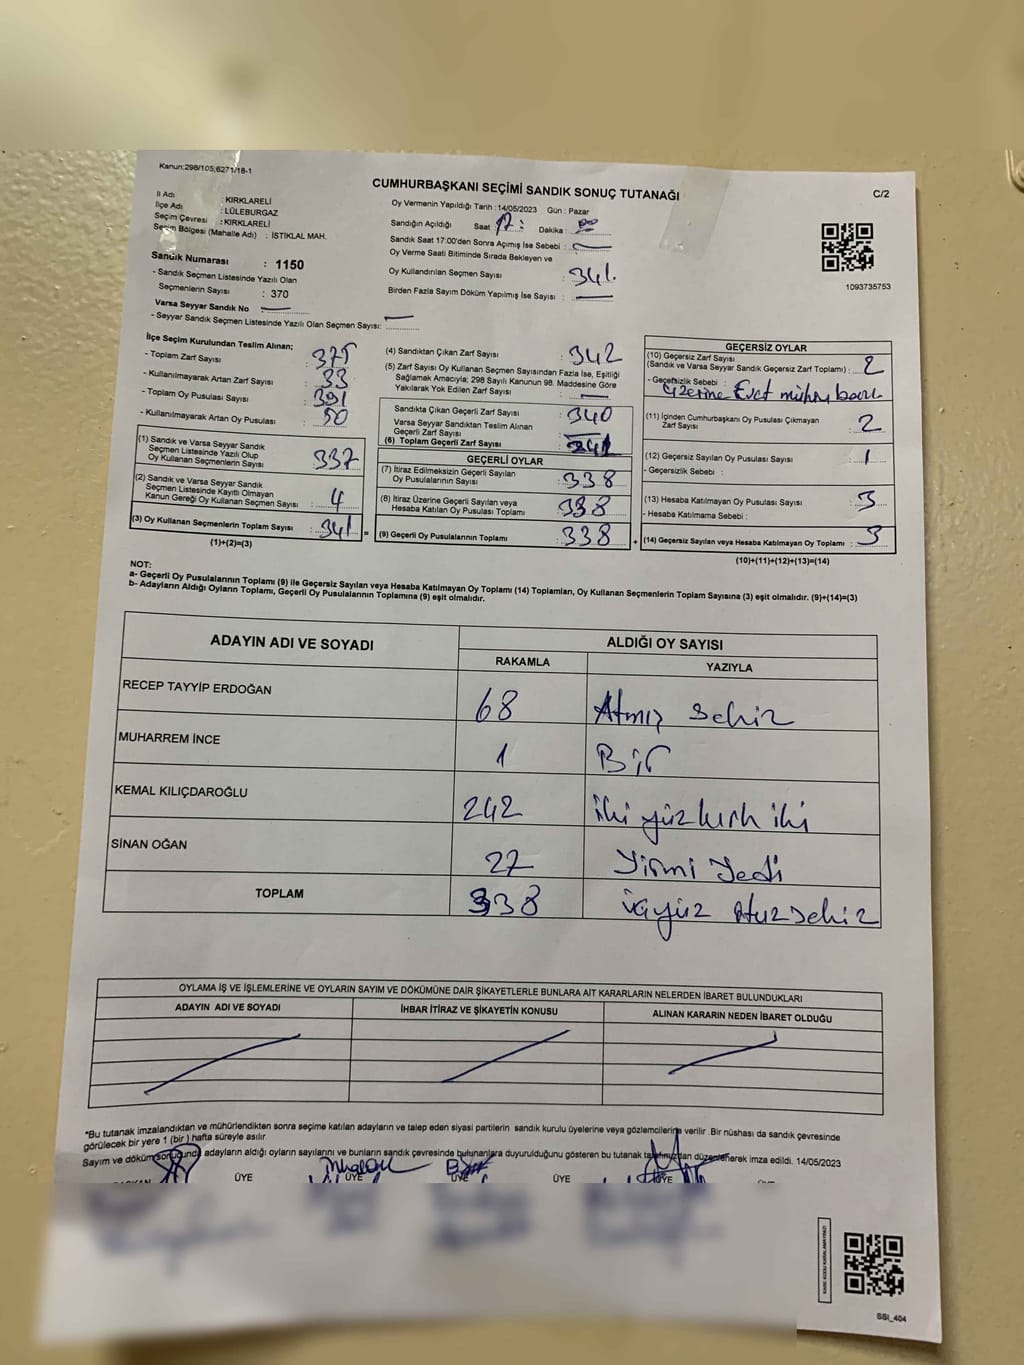 Kanun:298/105,6271/18-1
CUMHURBAŞKANI SEÇİMİ SANDIK SONUÇ TUTANAĞI
C/2
İl Adı : KIRKLARELİ
İlçe Adı : LÜLEBURGAZ
Seçim Çevresi : KIRKLARELİ
Seçim Bölgesi (Mahalle Adı) : İSTİKLAL MAH.
Sandık Numarası : 1150
- Sandık Seçmen Listesinde Yazılı Olan
Seçmenlerin Sayısı : 370
Varsa Seyyar Sandık No :
- Seyyar Sandık Seçmen Listesinde Yazılı Olan Seçmen Sayısı:
Oy Vermenin Yapıldığı Tarih : 14/05/2023 Gün : Pazar
Sandığın Açıldığı Saat 17: Dakika : 00
Sandık Saat 17:00'den Sonra Açımış İse Sebebi :
Oy Verme Saati Bitiminde Sırada Bekleyen ve
Oy Kullandırılan Seçmen Sayısı : 341
Birden Fazla Sayım Döküm Yapılmış İse Sayısı :
1093735753
İlçe Seçim Kurulundan Teslim Alınan;
- Toplam Zarf Sayısı : 375
- Kullanılmayarak Artan Zarf Sayısı : 33
- Toplam Oy Pusulası Sayısı : 391
- Kullanılmayarak Artan Oy Pusulası : 50
(1) Sandık ve Varsa Seyyar Sandık
Seçmen Listesinde Yazılı Olup
Oy Kullanan Seçmenlerin Sayısı : 337
(2) Sandık ve Varsa Seyyar Sandık
Seçmen Listesinde Kayıtlı Olmayan
Kanun Gereği Oy Kullanan Seçmen Sayısı : 4
(3) Oy Kullanan Seçmenlerin Toplam Sayısı : 341 =
(1)+(2)=(3)
(4) Sandıktan Çıkan Zarf Sayısı : 342
(5) Zarf Sayısı Oy Kullanan Seçmen Sayısından Fazla İse, Eşitliği
Sağlamak Amacıyla; 298 Sayılı Kanunun 98. Maddesine Göre
Yakılarak Yok Edilen Zarf Sayısı :
Sandıkta Çıkan Geçerli Zarf Sayısı : 340
Varsa Seyyar Sandıktan Teslim Alınan
Geçerli Zarf Sayısı :
(6) Toplam Geçerli Zarf Sayısı :
GEÇERLİ OYLAR
(7) İtiraz Edilmeksizin Geçerli Sayılan
Oy Pusulalarının Sayısı : 338
(8) İtiraz Üzerine Geçerli Sayılan veya
Hesaba Katılan Oy Pusulası Toplamı : 338
(9) Geçerli Oy Pusulalarının Toplamı : 338 +
GEÇERSİZ OYLAR
(10) Geçersiz Zarf Sayısı
(Sandık ve Varsa Seyyar Sandık Geçersiz Zarf Toplamı) : 2
- Geçersizlik Sebebi : üzerine Evet mührü
(11) İçinden Cumhurbaşkanı Oy Pusulası Çıkmayan
Zarf Sayısı : 2
(12) Geçersiz Sayılan Oy Pusulası Sayısı : 1
- Geçersizlik Sebebi :
(13) Hesaba Katılmayan Oy Pusulası Sayısı : 3
- Hesaba Katılmama Sebebi :
(14) Geçersiz Sayılan veya Hesaba Katılmayan Oy Toplamı : 3
(10)+(11)+(12)+(13)=(14)
NOT:
a- Geçerli Oy Pusulalarının Toplamı (9) ile Geçersiz Sayılan veya Hesaba Katılmayan Oy Toplamı (14) Toplamları, Oy Kullanan Seçmenlerin Toplam Sayısına (3) eşit olmalıdır. (9)+(14)=(3)
b- Adayların Aldığı Oyların Toplamı, Geçerli Oy Pusulalarının Toplamına (9) eşit olmalıdır.
ADAYIN ADI VE SOYADI
ALDIĞI OY SAYISI
RAKAMLA YAZIYLA
RECEP TAYYİP ERDOĞAN 68 Atmış Sekiz
MUHARREM İNCE 1 Bir
KEMAL KILIÇDAROĞLU 242 iki yüz kırk iki
SİNAN OĞAN 27 Yirmi Yedi
TOPLAM 338 üçyüz otuz sekiz
OYLAMA İŞ VE İŞLEMLERİNE VE OYLARIN SAYIM VE DÖKÜMÜNE DAİR ŞİKAYETLERLE BUNLARA AİT KARARLARIN NELERDEN İBARET BULUNDUKLARI
ADAYIN ADI VE SOYADI İHBAR İTİRAZ VE ŞİKAYETİN KONUSU ALINAN KARARIN NEDEN İBARET OLDUĞU
*Bu tutanak imzalandıktan ve mühürlendikten sonra seçime katılan adayların ve talep eden siyasi partilerin sandık kurulu üyelerine veya gözlemcilerine verilir .Bir nüshası da sandık çevresinde
görülecek bir yere 1 (bir ) hafta süreyle asılır
Sayım ve döküm sonucunda adayların aldığı oyların sayılarını ve bunların sandık çevresinde bulunanlara duyurulduğunu gösteren bu tutanak tarafımızdan düzenlenerek imza edildi. 14/05/2023
ÜYE ÜYE ÜYE ÜYE ÜYE
SSI_404